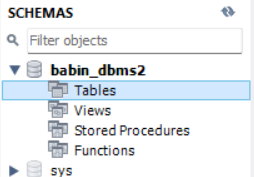 SCHEMAS
Filter objects
babin_dbms2
Tables
Views
Stored Procedures
Functions
sys